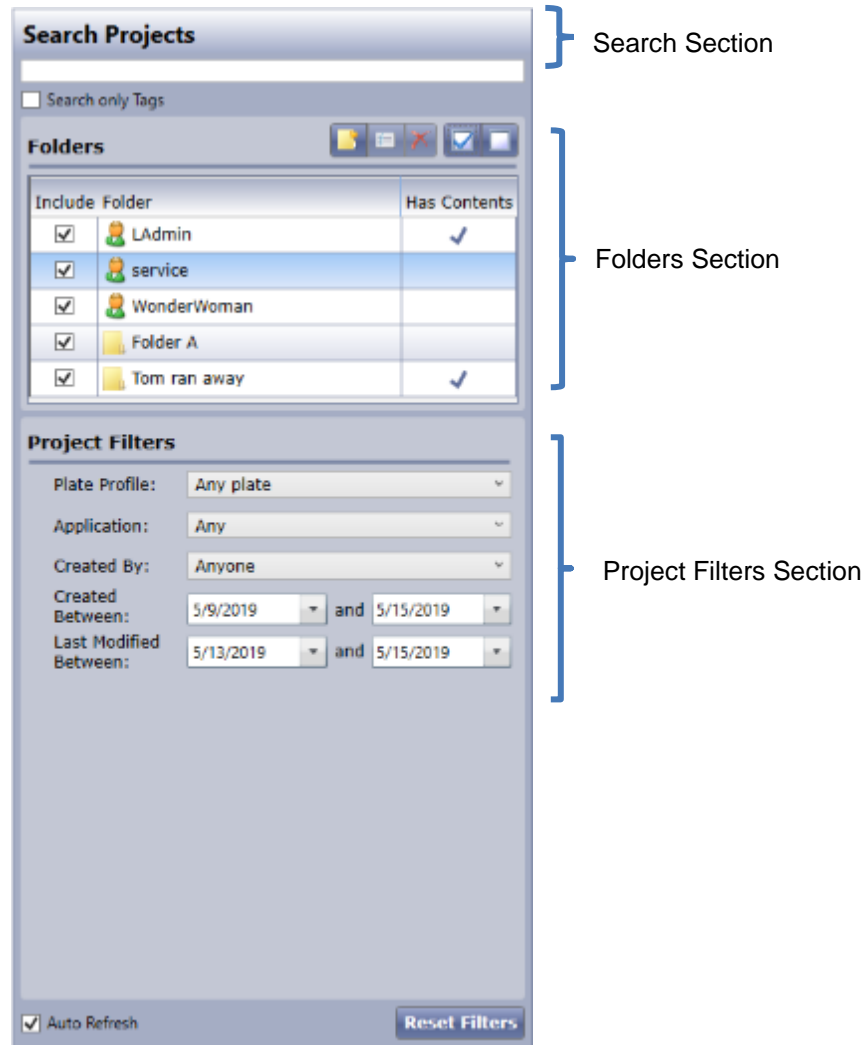 Search Projects
Search Section
Search only Tags
Folders
Include Folder Has Contents
LAdmin
service
Folders Section
WonderWoman
Folder A
Tom ran away
Project Filters
Plate Profile: Any plate
Application: Any
Created By: Anyone
Project Filters Section
Created
Between: 5/9/2019 and 5/15/2019
Last Modified
Between: 5/13/2019 and 5/15/2019
Auto Refresh Reset Filters